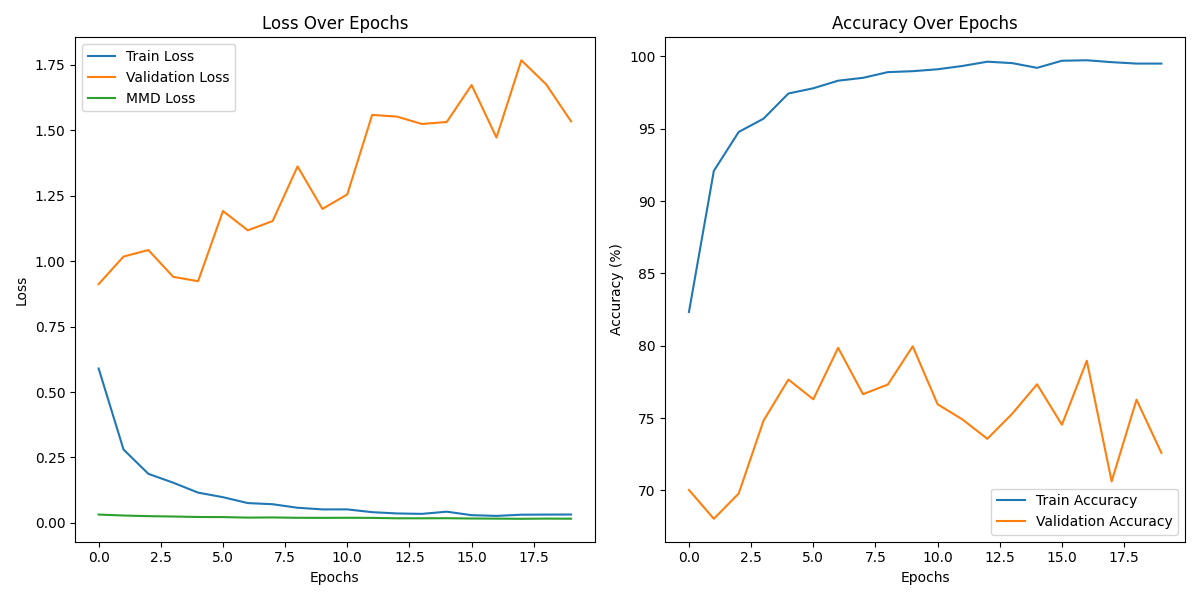 Loss Over Epochs
Train Loss
Validation Loss
MMD Loss
1.75
1.50
1.25
1.00
0.75
0.50
0.25
0.00
Loss
0.0 2.5 5.0 7.5 10.0 12.5 15.0 17.5
Epochs
Accuracy Over Epochs
100
95
90
85
80
75
70
Accuracy (%)
Train Accuracy
Validation Accuracy
0.0 2.5 5.0 7.5 10.0 12.5 15.0 17.5
Epochs